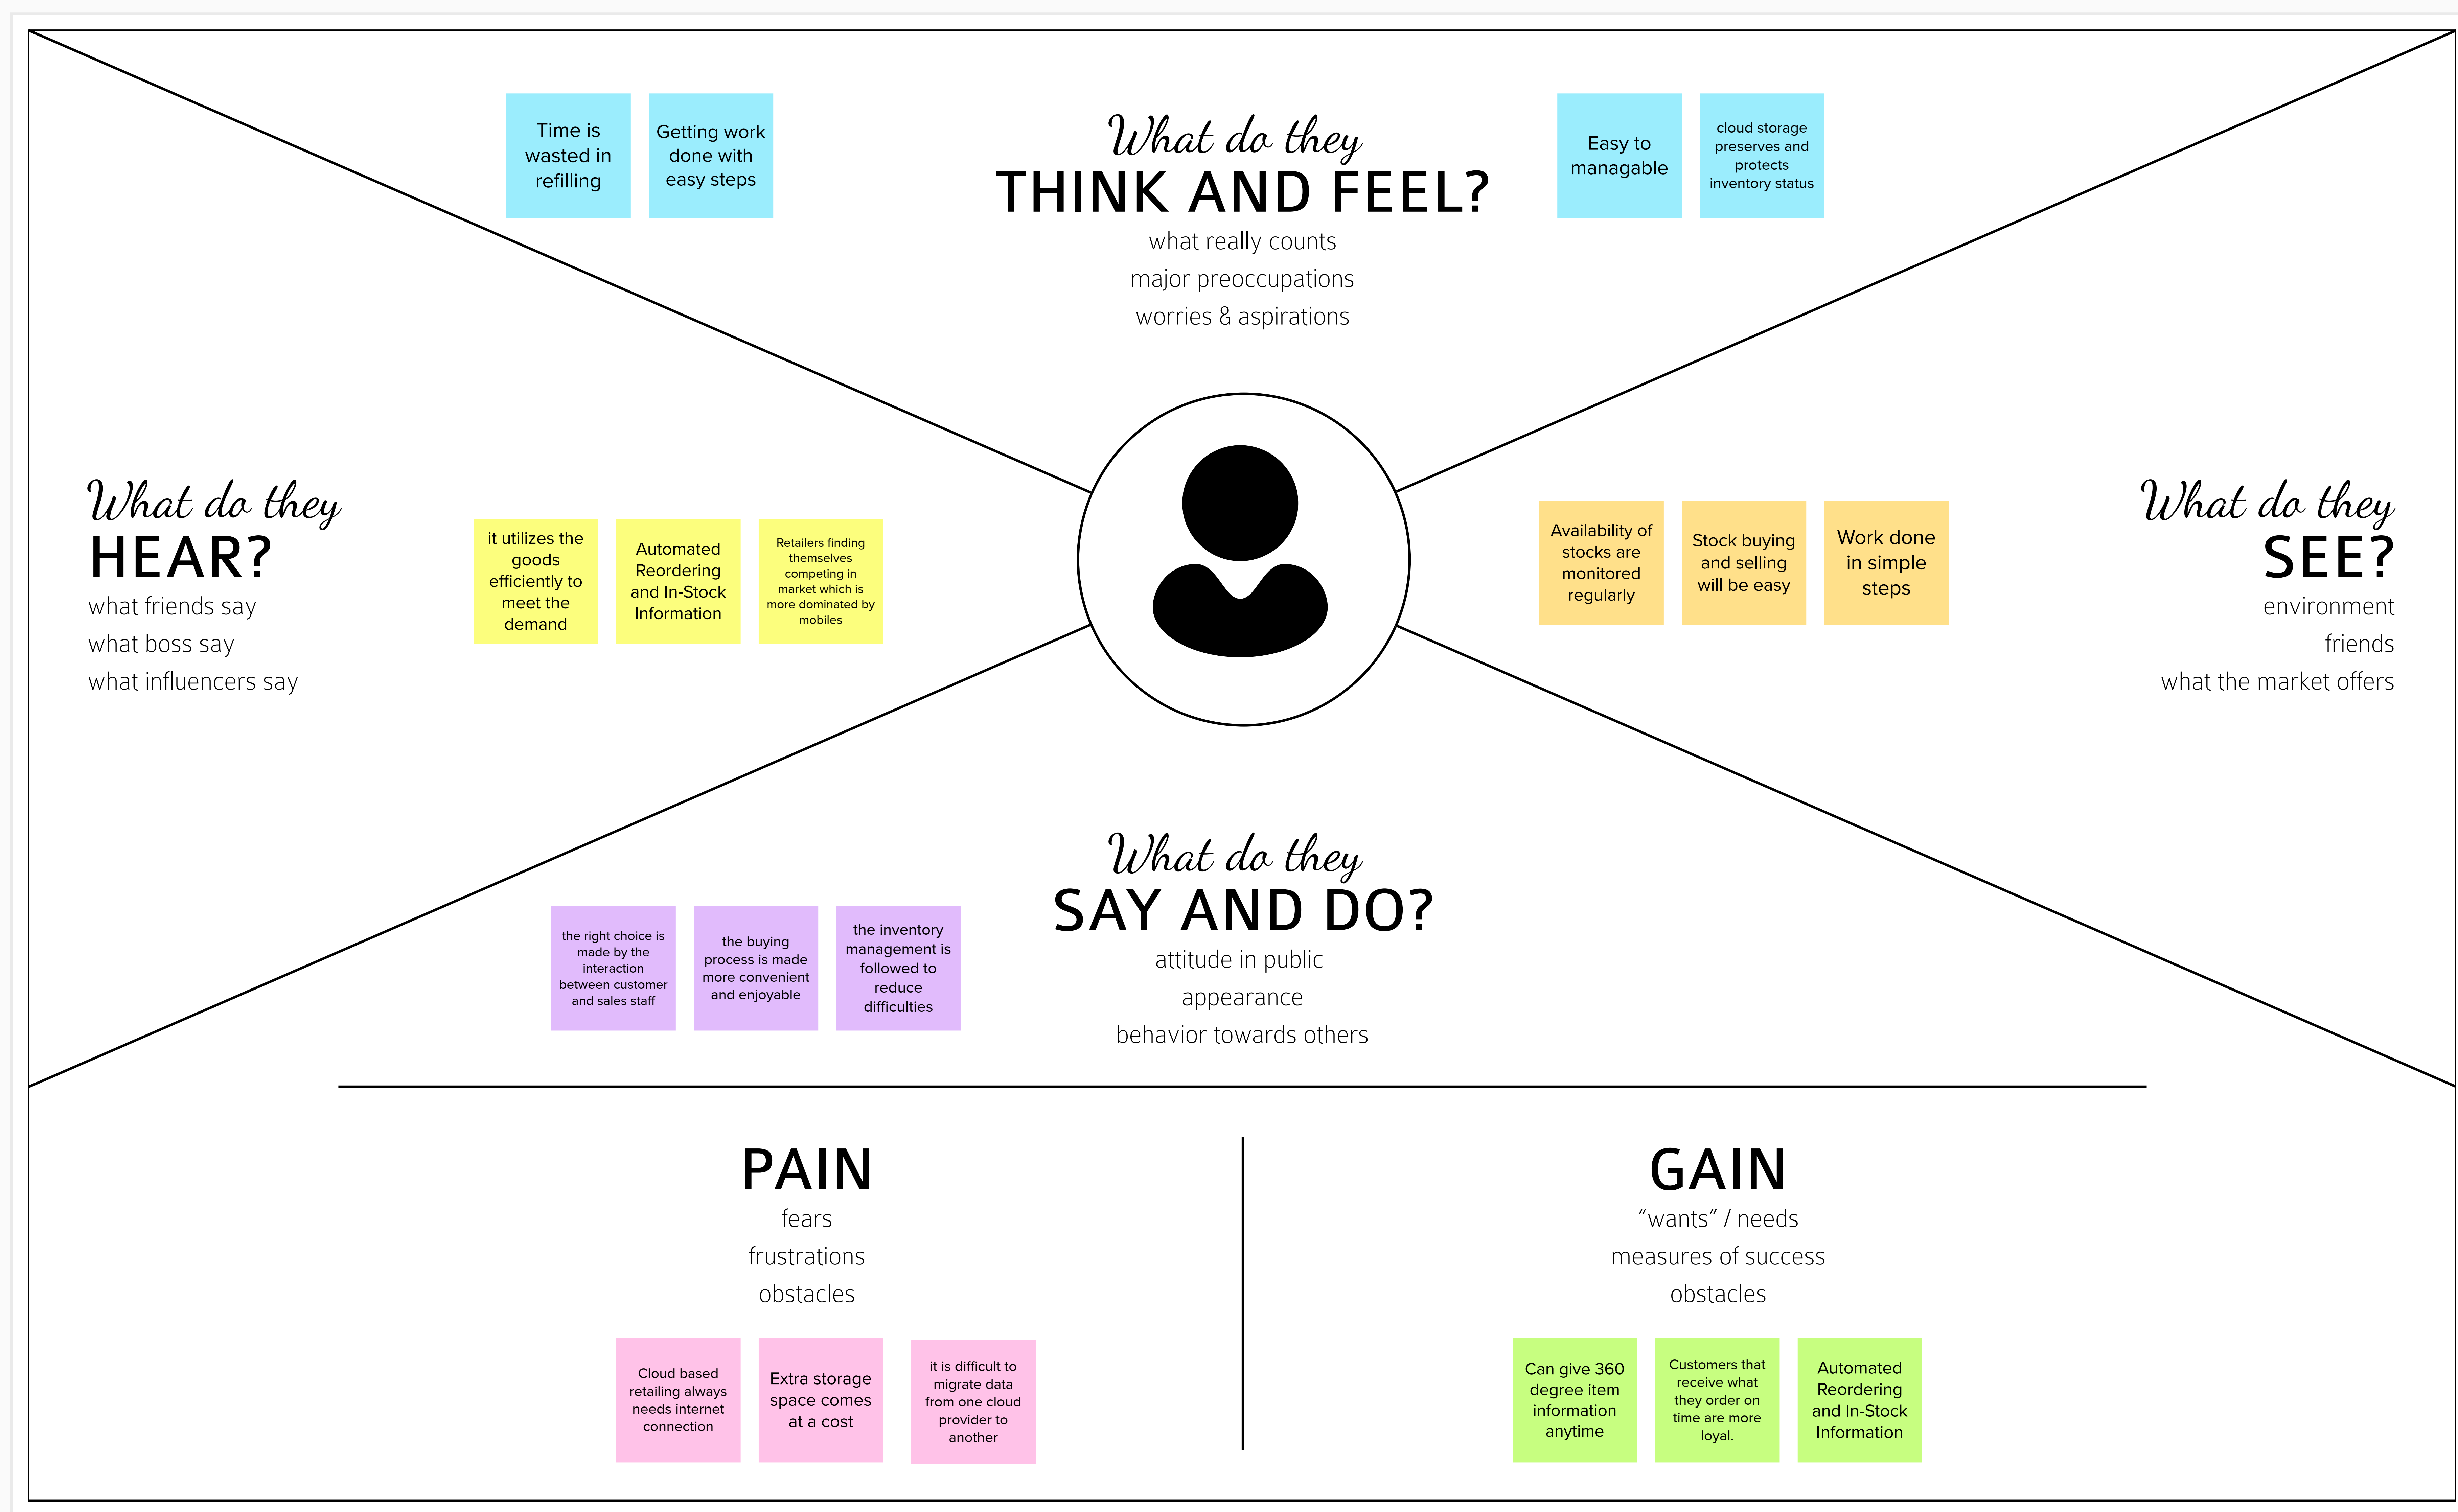 Time is
wasted in
refilling
Getting work
done with
easy steps
What do they
THINK AND FEEL?
what really counts
major preoccupations
worries & aspirations
Easy to
managable
cloud storage
preserves and
protects
inventory status
What do they
HEAR?
what friends say
what boss say
what influencers say
it utilizes the
goods
efficiently to
meet the
demand
Automated
Reordering
and In-Stock
Information
Retailers finding
themselves
competing in
market which is
more dominated by
mobiles
Availability of
stocks are
monitored
regularly
Stock buying
and selling
will be easy
Work done
in simple
steps
What do they
SEE?
environment
friends
what the market offers
What do they
SAY AND DO?
attitude in public
appearance
behavior towards others
the right choice is
made by the
interaction
between customer
and sales staff
the buying
process is made
more convenient
and enjoyable
the inventory
management is
followed to
reduce
difficulties
PAIN
fears
frustrations
obstacles
Cloud based
retailing always
needs internet
connection
Extra storage
space comes
at a cost
it is difficult to
migrate data
from one cloud
provider to
another
GAIN
“wants” / needs
measures of success
obstacles
Can give 360
degree item
information
anytime
Customers that
receive what
they order on
time are more
loyal.
Automated
Reordering
and In-Stock
Information